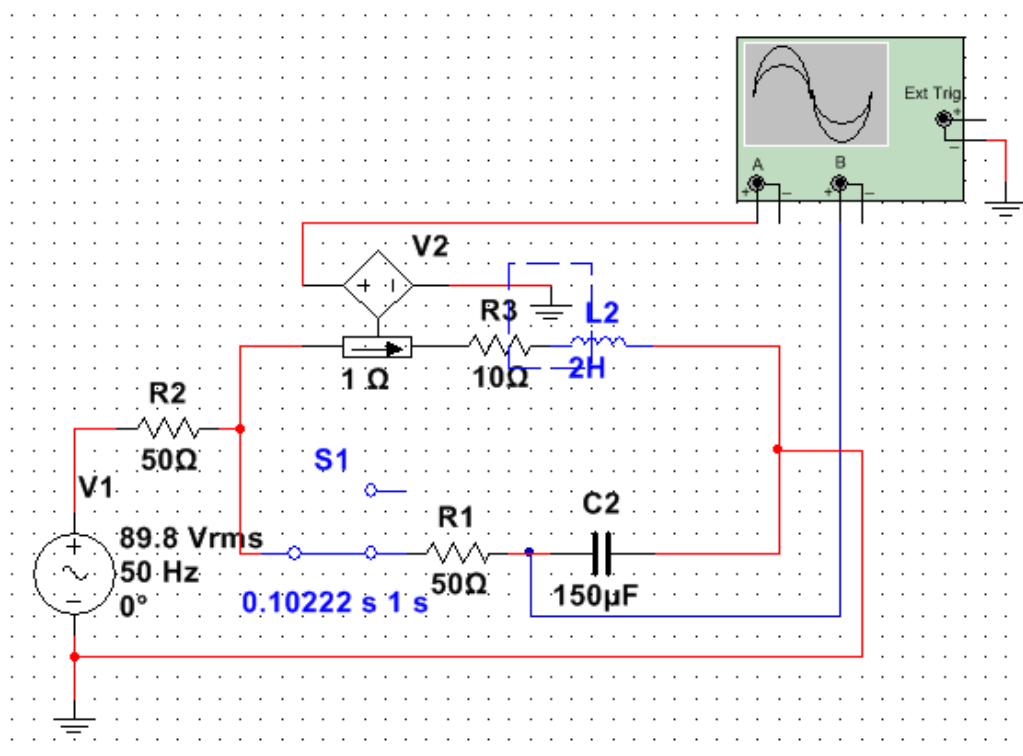 Ext Trig
+
−
A
B
+ −
+ −
V2
+ −
R3
L2
1 Ω
10Ω
2H
R2
50Ω
S1
V1
R1
C2
+
89.8 Vrms
50 Hz
0°
−
50Ω
150µF
0.10222 s 1 s